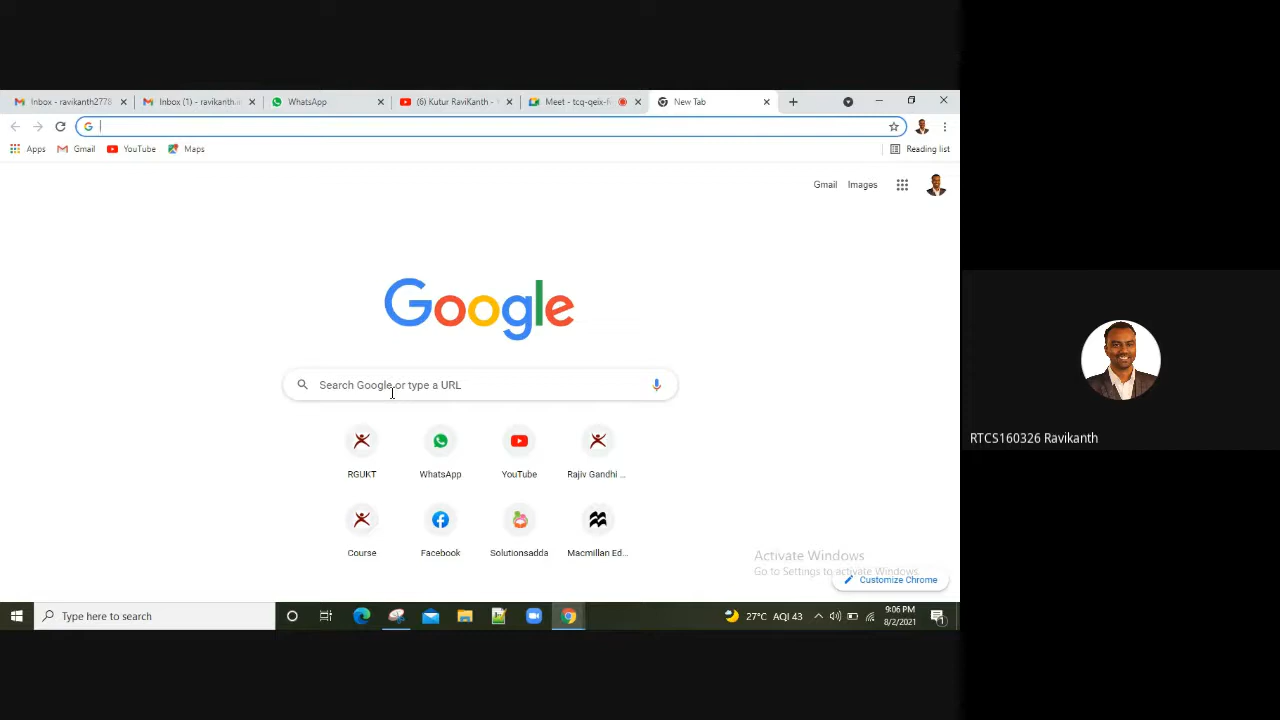 Inbox - ravikanth2778
Inbox (1) - ravikanth.a
WhatsApp
(6) Kutur RaviKanth -
Meet - tcq-qeix-f
New Tab
Apps
Gmail
YouTube
Maps
Reading list
Gmail
Images
Google
Search Google or type a URL
RGUKT
WhatsApp
YouTube
Rajiv Gandhi ...
Course
Facebook
Solutionsadda
Macmillan Ed...
RTCS160326 Ravikanth
Activate Windows
Go to Settings to activate Windows.
Customize Chrome
Type here to search
27°C AQI 43
9:06 PM
8/2/2021
1